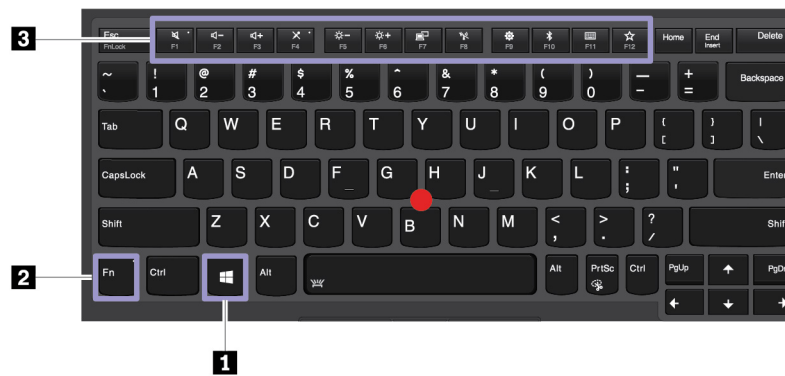 3
Esc
FnLock
F1 F2 F3 F4 F5 F6 F7 F8 F9 F10 F11 F12
Home End
Insert
Delete
~ ! @ # $ % ^ & * ( ) — +
` 1 2 3 4 5 6 7 8 9 0 - =
Backspace
Tab Q W E R T Y U I O P { } |
[ ] \
CapsLock A S D F G H J K L : " Enter
; '
Shift Z X C V B N M < > ? Shif
, . /
2
Fn Ctrl Alt Alt PrtSc Ctrl PgUp PgD
1